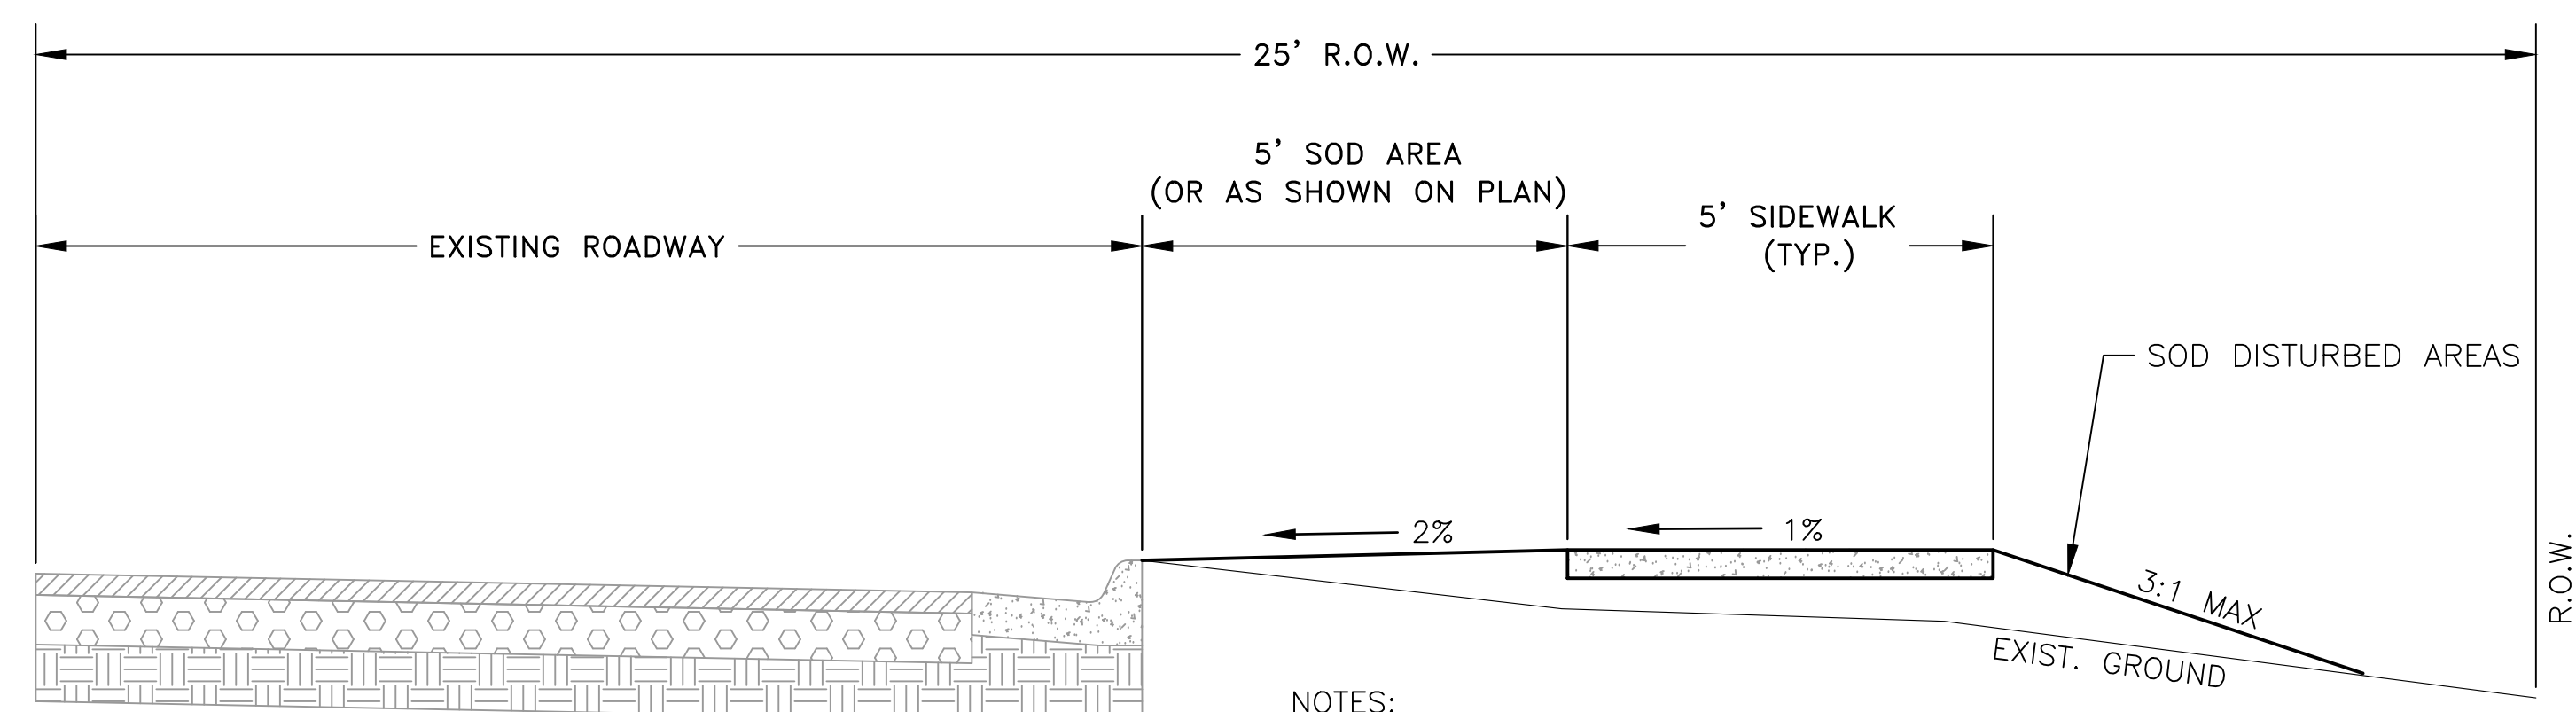 25' R.O.W.
5' SOD AREA
(OR AS SHOWN ON PLAN)
5' SIDEWALK
(TYP.)
EXISTING ROADWAY
SOD DISTURBED AREAS
2%
1%
3:1 MAX
R.O.W.
EXIST. GROUND
NOTES: